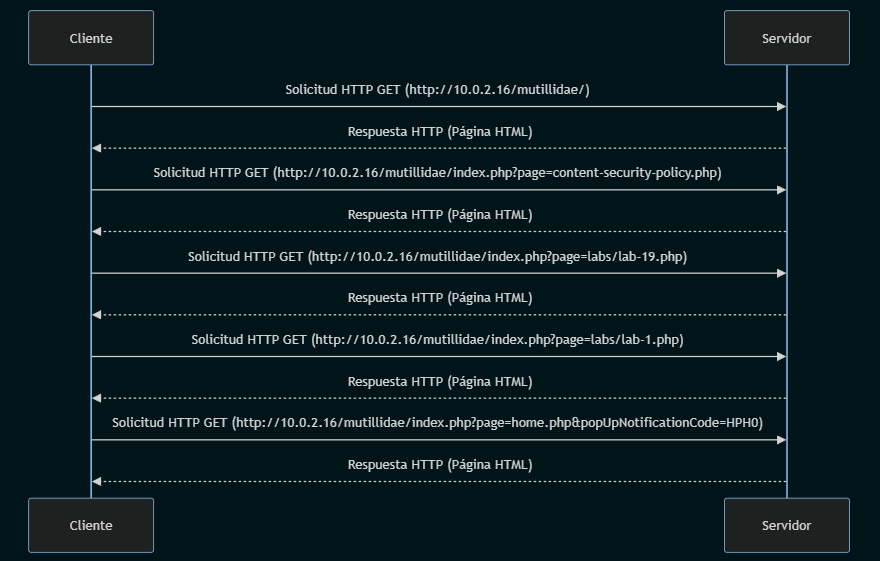 Cliente
Servidor
Solicitud HTTP GET (http://10.0.2.16/mutillidae/)
Respuesta HTTP (Página HTML)
Solicitud HTTP GET (http://10.0.2.16/mutillidae/index.php?page=content-security-policy.php)
Respuesta HTTP (Página HTML)
Solicitud HTTP GET (http://10.0.2.16/mutillidae/index.php?page=labs/lab-19.php)
Respuesta HTTP (Página HTML)
Solicitud HTTP GET (http://10.0.2.16/mutillidae/index.php?page=labs/lab-1.php)
Respuesta HTTP (Página HTML)
Solicitud HTTP GET (http://10.0.2.16/mutillidae/index.php?page=home.php&popUpNotificationCode=HPH0)
Respuesta HTTP (Página HTML)
Cliente
Servidor